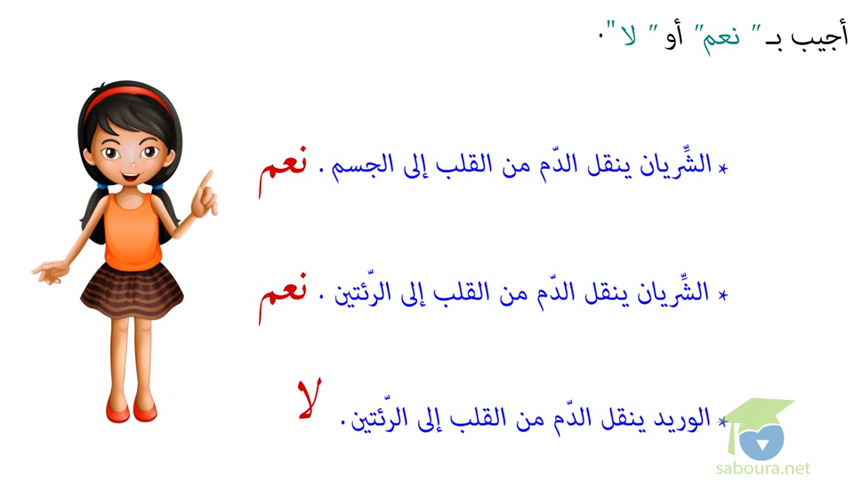 أجيب بـ " نعم" أو " لا".
* الشِّريان ينقل الدّم من القلب إلى الجسم . نعم
* الشِّريان ينقل الدّم من القلب إلى الرّئتين . نعم
* الوريد ينقل الدّم من القلب إلى الرّئتين. لا
saboura.net